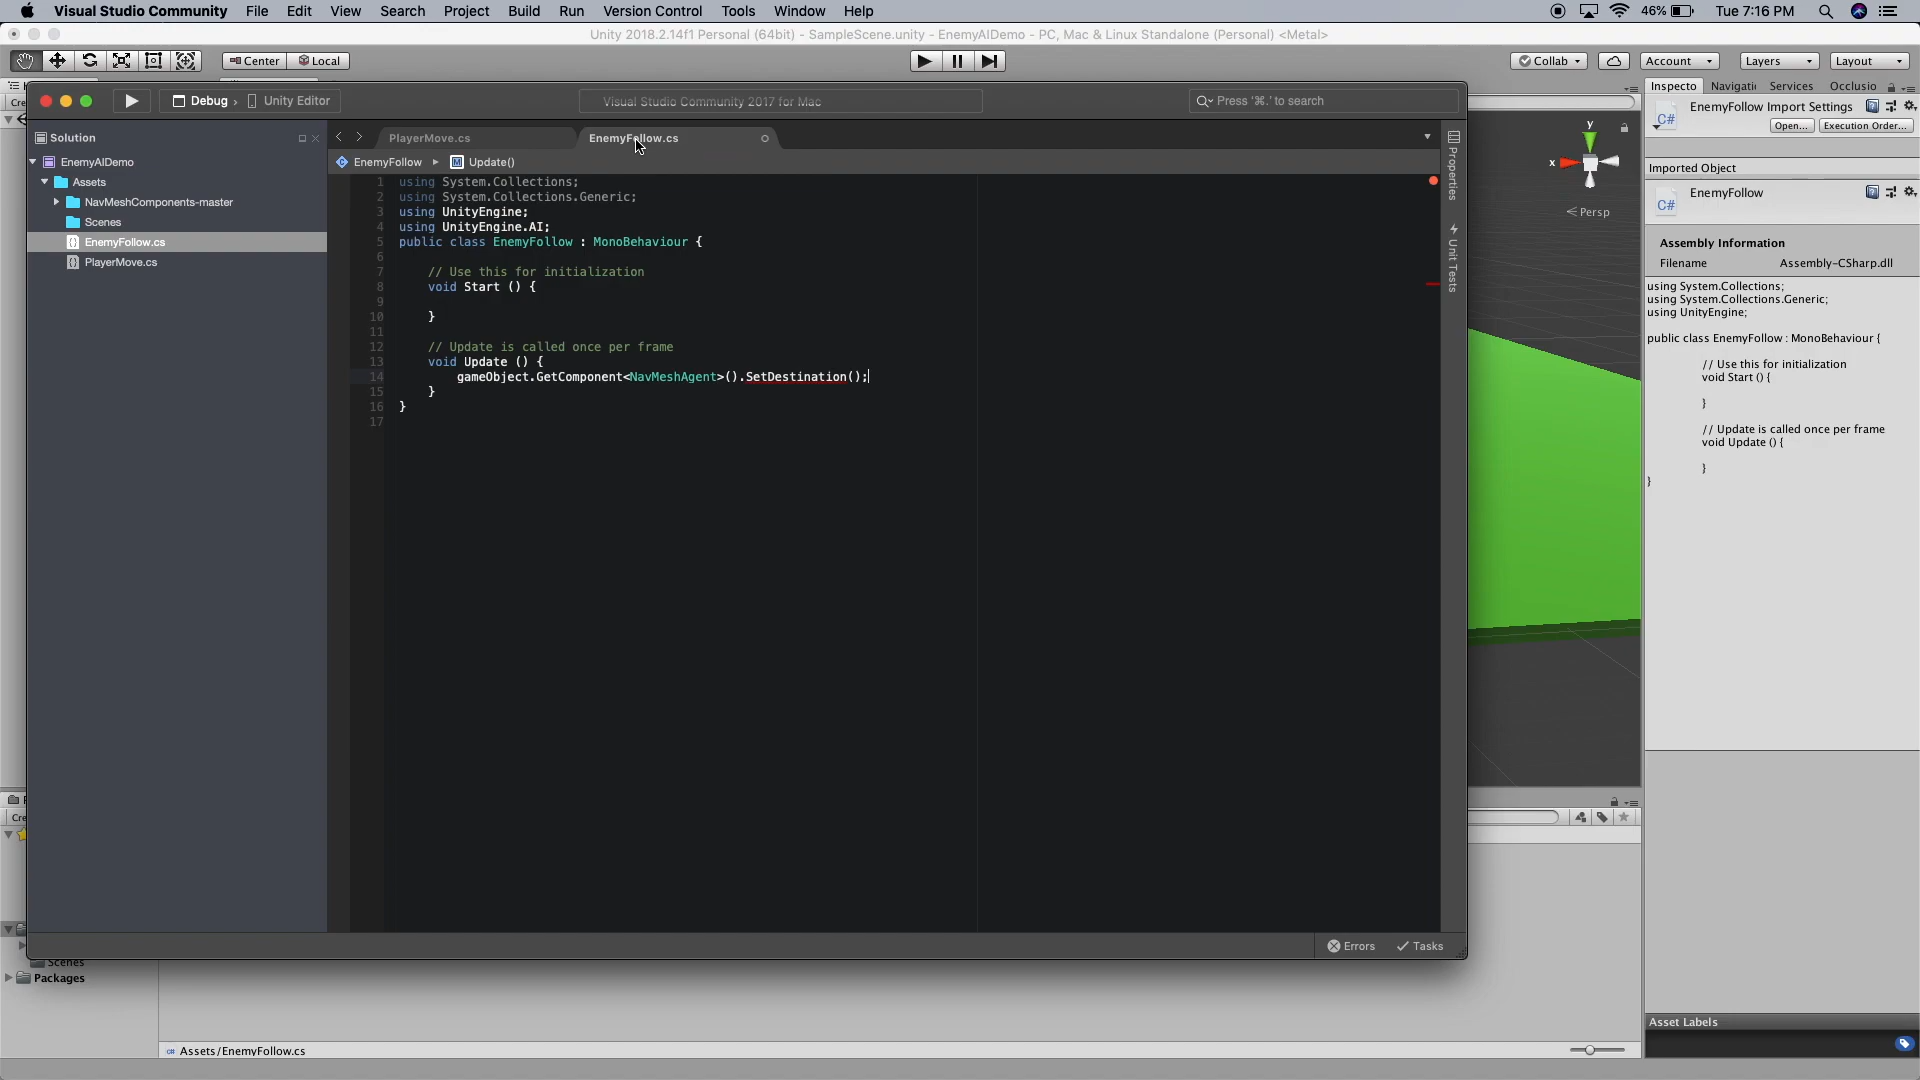 Visual Studio Community File Edit View Search Project Build Run Version Control Tools Window Help 46% Tue 7:16 PM
Unity 2018.2.14f1 Personal (64bit) - SampleScene.unity - EnemyAIDemo - PC, Mac & Linux Standalone (Personal) <Metal>
Center Local Collab Account Layers Layout
Inspecto Navigati Services Occlusio
Debug › Unity Editor Visual Studio Community 2017 for Mac Press '⌘.' to search
EnemyFollow Import Settings
Open... Execution Order...
Solution
PlayerMove.cs EnemyFollow.cs
EnemyFollow Update()
EnemyAIDemo
Assets
NavMeshComponents-master
Scenes
EnemyFollow.cs
PlayerMove.cs
1 using System.Collections;
2 using System.Collections.Generic;
3 using UnityEngine;
4 using UnityEngine.AI;
5 public class EnemyFollow : MonoBehaviour {
6
7 // Use this for initialization
8 void Start () {
9
10 }
11
12 // Update is called once per frame
13 void Update () {
14 gameObject.GetComponent<NavMeshAgent>().SetDestination();
15 }
16 }
17
Properties
Unit Tests
y
x
< Persp
Imported Object
C#
EnemyFollow
C#
Assembly Information
Filename Assembly-CSharp.dll
using System.Collections;
using System.Collections.Generic;
using UnityEngine;
public class EnemyFollow : MonoBehaviour {
// Use this for initialization
void Start () {
}
// Update is called once per frame
void Update () {
}
}
Errors Tasks
Cre
Cre
Scenes
Packages
Assets/EnemyFollow.cs
Asset Labels